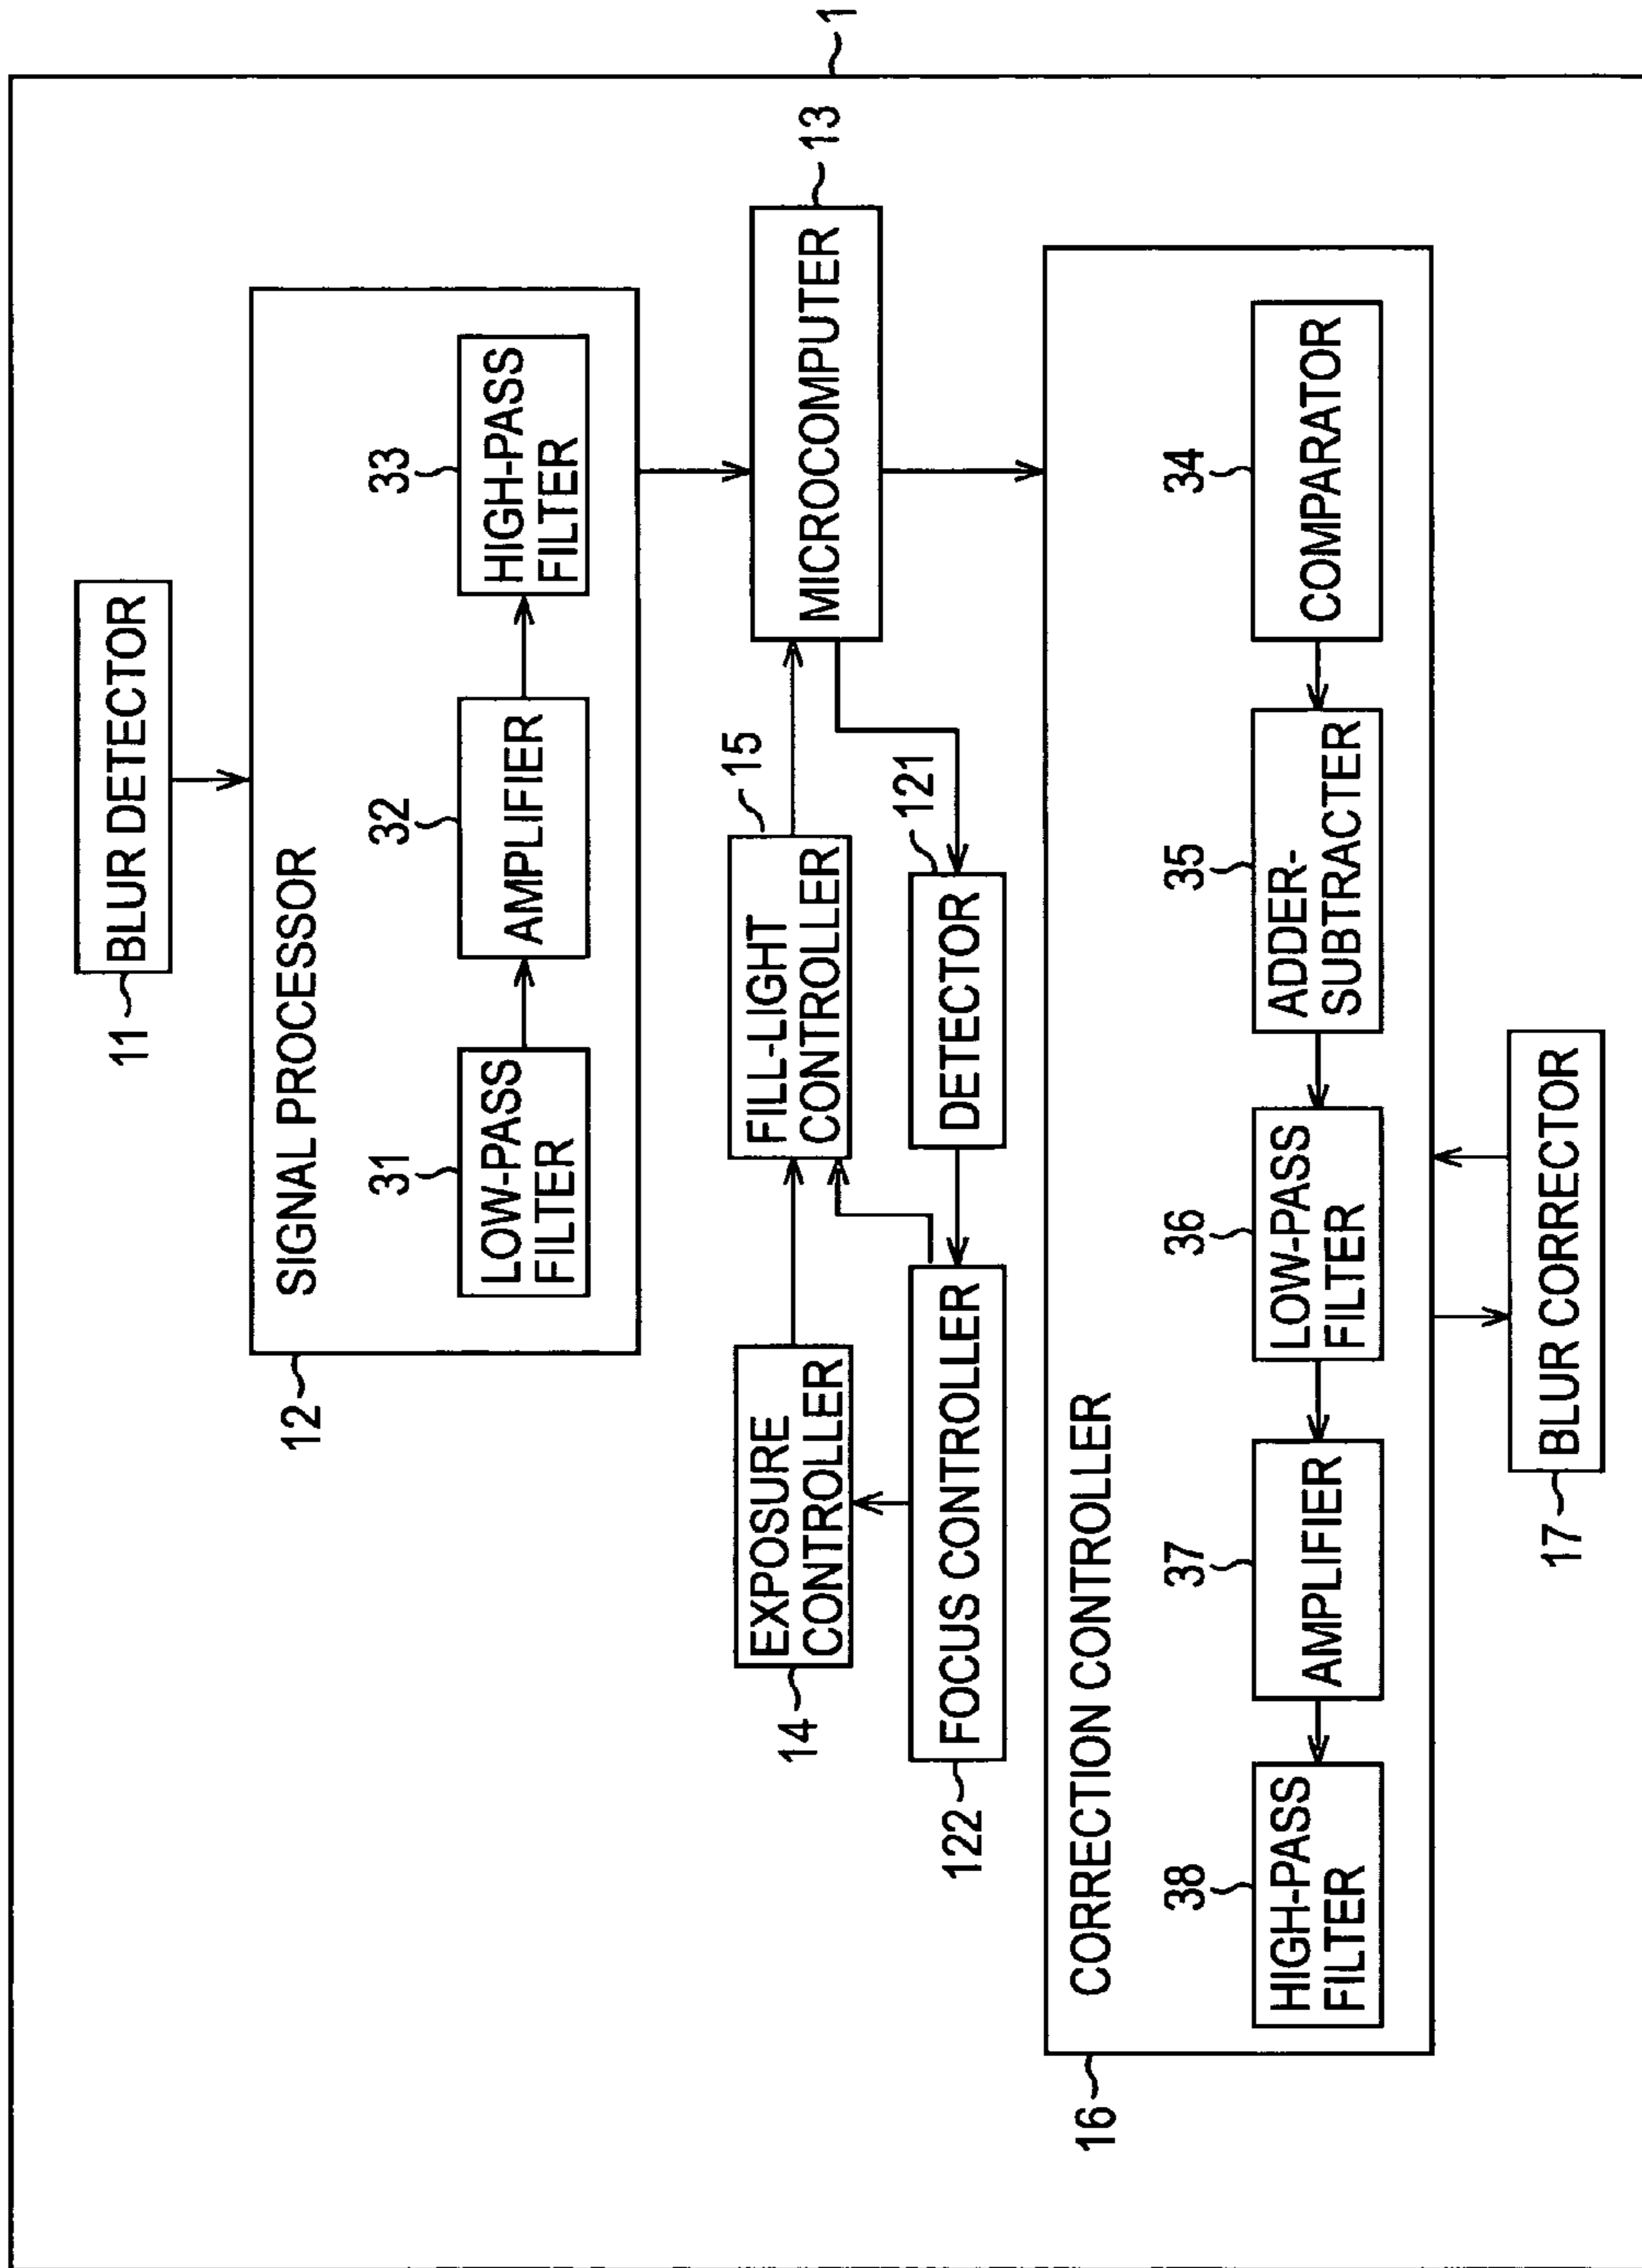 1
11
BLUR DETECTOR
12
SIGNAL PROCESSOR
31
LOW-PASS
FILTER
32
AMPLIFIER
33
HIGH-PASS
FILTER
14
EXPOSURE
CONTROLLER
15
FILL-LIGHT
CONTROLLER
13
MICROCOMPUTER
122
FOCUS CONTROLLER
121
DETECTOR
16
CORRECTION CONTROLLER
38
HIGH-PASS
FILTER
37
AMPLIFIER
36
LOW-PASS
FILTER
35
ADDER-
SUBTRACTER
34
COMPARATOR
17
BLUR CORRECTOR